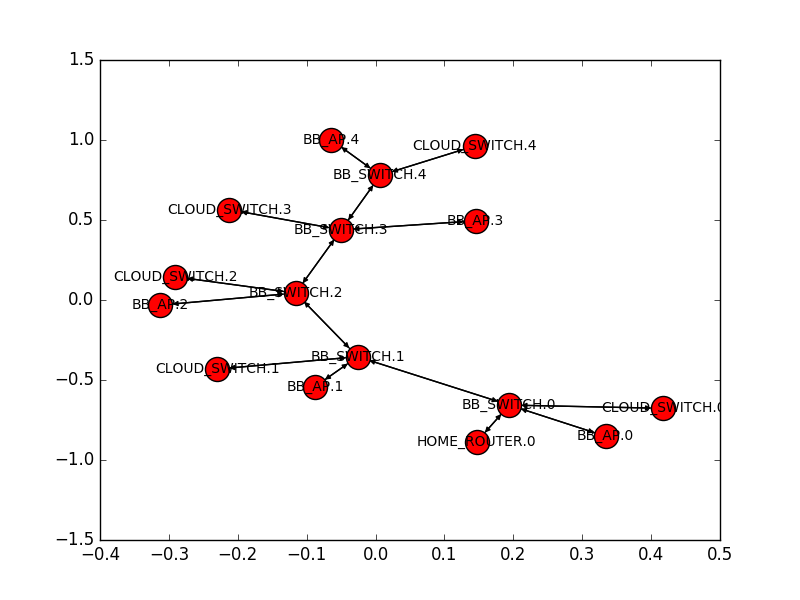 1.5
1.0
0.5
0.0
−0.5
−1.0
−1.5
BB_AP.4
CLOUD_SWITCH.4
BB_SWITCH.4
CLOUD_SWITCH.3
BB_AP.3
BB_SWITCH.3
CLOUD_SWITCH.2
BB_SWITCH.2
BB_AP.2
BB_SWITCH.1
CLOUD_SWITCH.1
BB_AP.1
BB_SWITCH.0
CLOUD_SWITCH.0
BB_AP.0
HOME_ROUTER.0
−0.4 −0.3 −0.2 −0.1 0.0 0.1 0.2 0.3 0.4 0.5